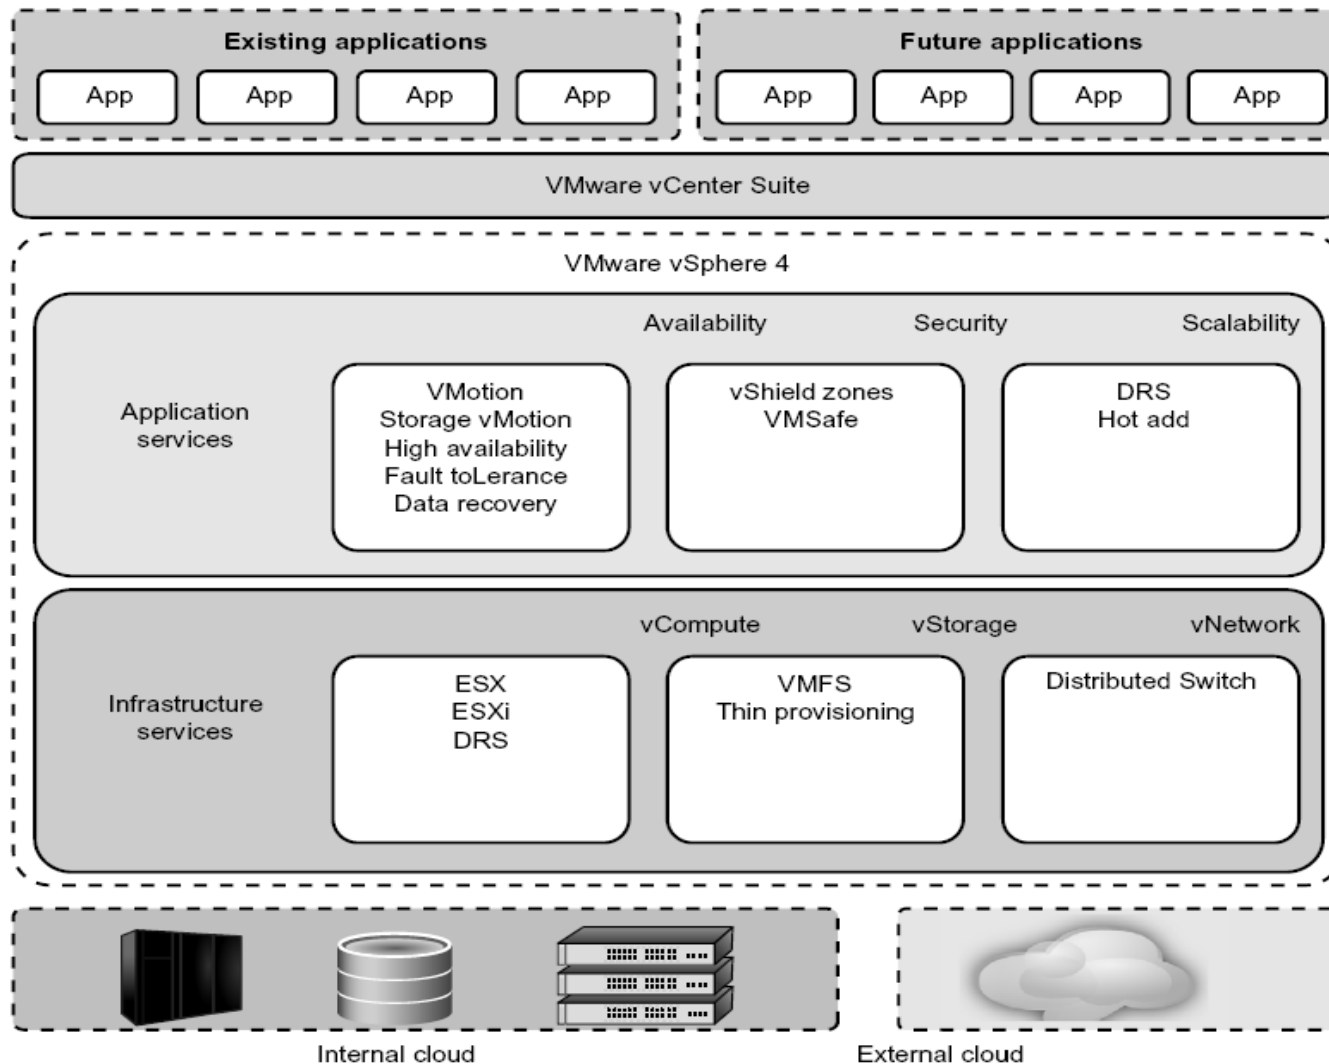 Existing applications
App App App App
Future applications
App App App App
VMware vCenter Suite
VMware vSphere 4
Availability Security Scalability
Application
services
VMotion
Storage vMotion
High availability
Fault toLerance
Data recovery
vShield zones
VMSafe
DRS
Hot add
vCompute vStorage vNetwork
Infrastructure
services
ESX
ESXi
DRS
VMFS
Thin provisioning
Distributed Switch
Internal cloud
External cloud